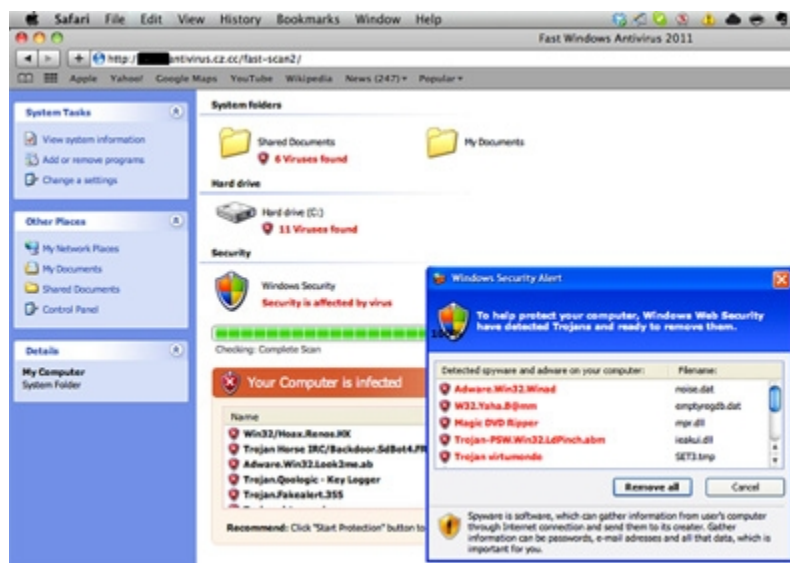 Safari File Edit View History Bookmarks Window Help
Fast Windows Antivirus 2011
http:// antivirus.cz.cc/fast-scan2/
Apple Yahoo! Google Maps YouTube Wikipedia News (247) Popular
System Tasks
View system information
Add or remove programs
Change a settings
Other Places
My Network Places
My Documents
Shared Documents
Control Panel
Details
My Computer
System Folder
System folders
Shared Documents
6 Viruses found
My Documents
Hard drive
Hard drive (C:)
11 Viruses found
Security
Windows Security
Security is affected by virus
Checking: Complete Scan
Your Computer is infected
Name
Win32/Hoax.Renos.HX
Trojan Horse IRC/Backdoor.SdBot4.FR
Adware.Win32.Look2me.ab
Trojan.Qoologic - Key Logger
Trojan.Fakealert.355
Recommend: Click "Start Protection" button to
Windows Security Alert
To help protect your computer, Windows Web Security
have detected Trojans and ready to remove them.
Detected spyware and adware on your computer: Filename:
Adware.Win32.Winad noise.dat
W32.Yaha.B@mm emptyregdb.dat
Magic DVD Ripper mpr.dll
Trojan-PSW.Win32.LdPinch.abm ieakui.dll
Trojan virtumonde SET3.tmp
Remove all Cancel
Spyware is software, which can gather information from user's computer
through Internet connection and send them to its creater. Gather
information can be passwords, e-mail adresses and all that data, which is
important for you.